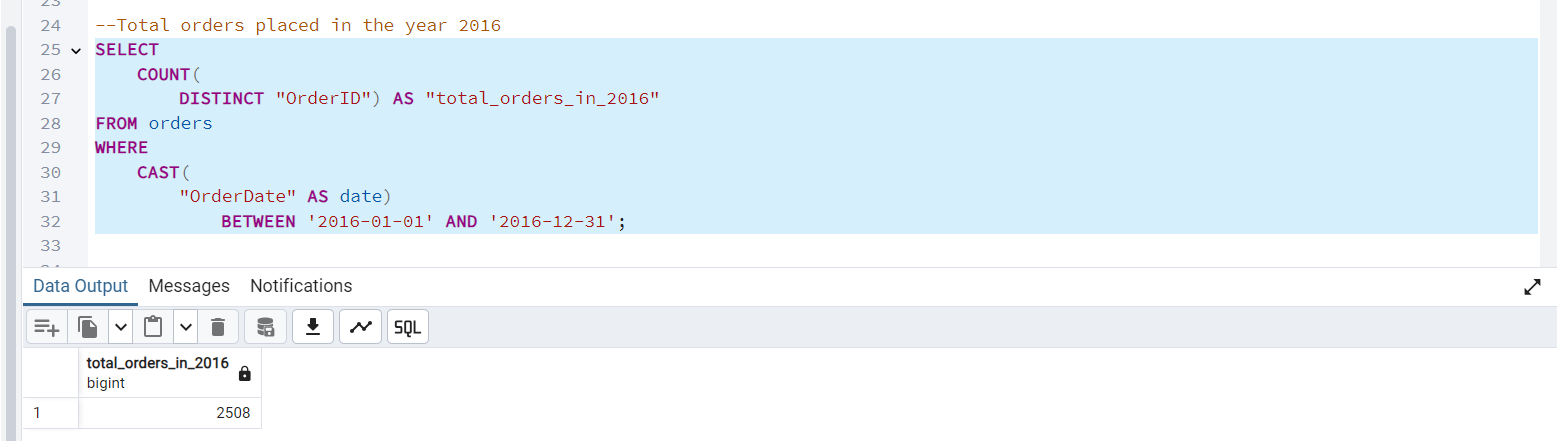 23
24 --Total orders placed in the year 2016
25 SELECT
26 COUNT(
27 DISTINCT "OrderID") AS "total_orders_in_2016"
28 FROM orders
29 WHERE
30 CAST(
31 "OrderDate" AS date)
32 BETWEEN '2016-01-01' AND '2016-12-31';
33
Data Output Messages Notifications
SQL
total_orders_in_2016
bigint
1 2508